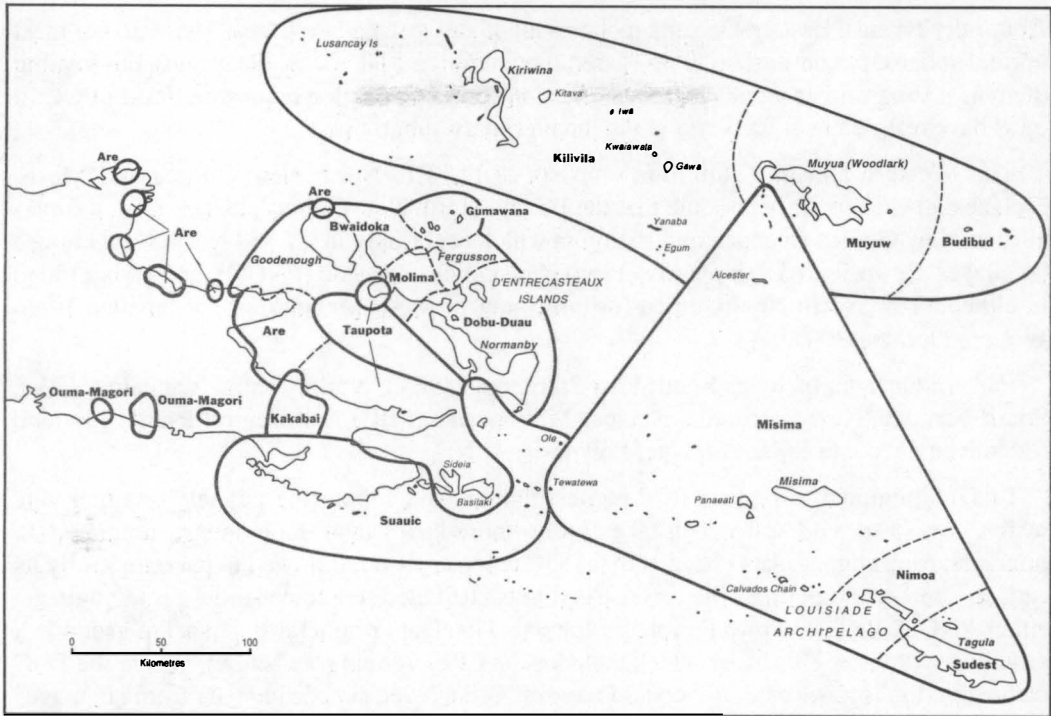 Lusancay Is
Kiriwina
Kitava
Iwa
Kwaiawata
Gawa
Kilivila
Muyua (Woodlark)
Muyuw
Budibud
Are
Are
Are
Bwaidoka
Gumawana
Goodenough
Fergusson
Molima
Yanaba
Egum
Alcester
D'ENTRECASTEAUX
ISLANDS
Are
Taupota
Dobu-Duau
Normanby
Ouma-Magori
Ouma-Magori
Kakabai
Misima
Ole
Sideia
Tewatewa
Basilaki
Misima
Panaeati
Suauic
Nimoa
Calvados Chain
LOUISIADE
ARCHIPELAGO
Tagula
Sudest
0
100
Kilometres